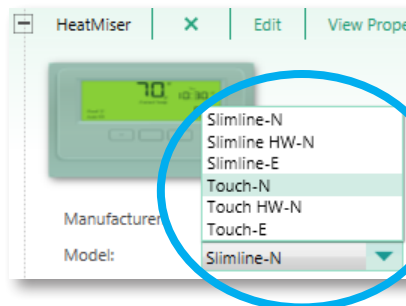 HeatMiser × Edit View Prope
70°
10:30
Slimline-N
Slimline HW-N
Slimline-E
Touch-N
Touch HW-N
Touch-E
Manufacturer
Model: Slimline-N